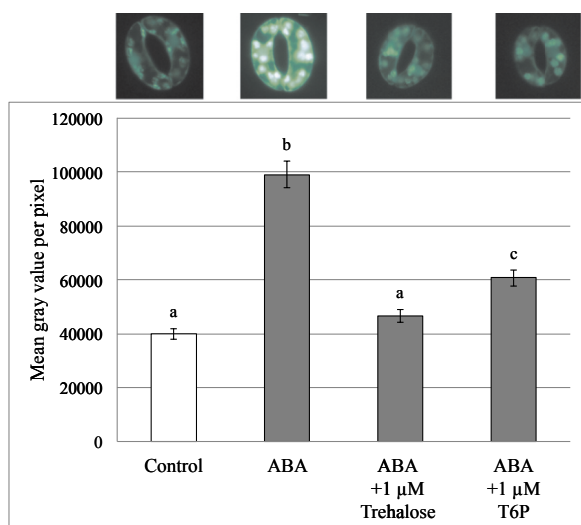 120000
100000
80000
60000
40000
20000
0
Mean gray value per pixel
a
b
a
c
Control
ABA
ABA
+1 µM
Trehalose
ABA
+1 µM
T6P